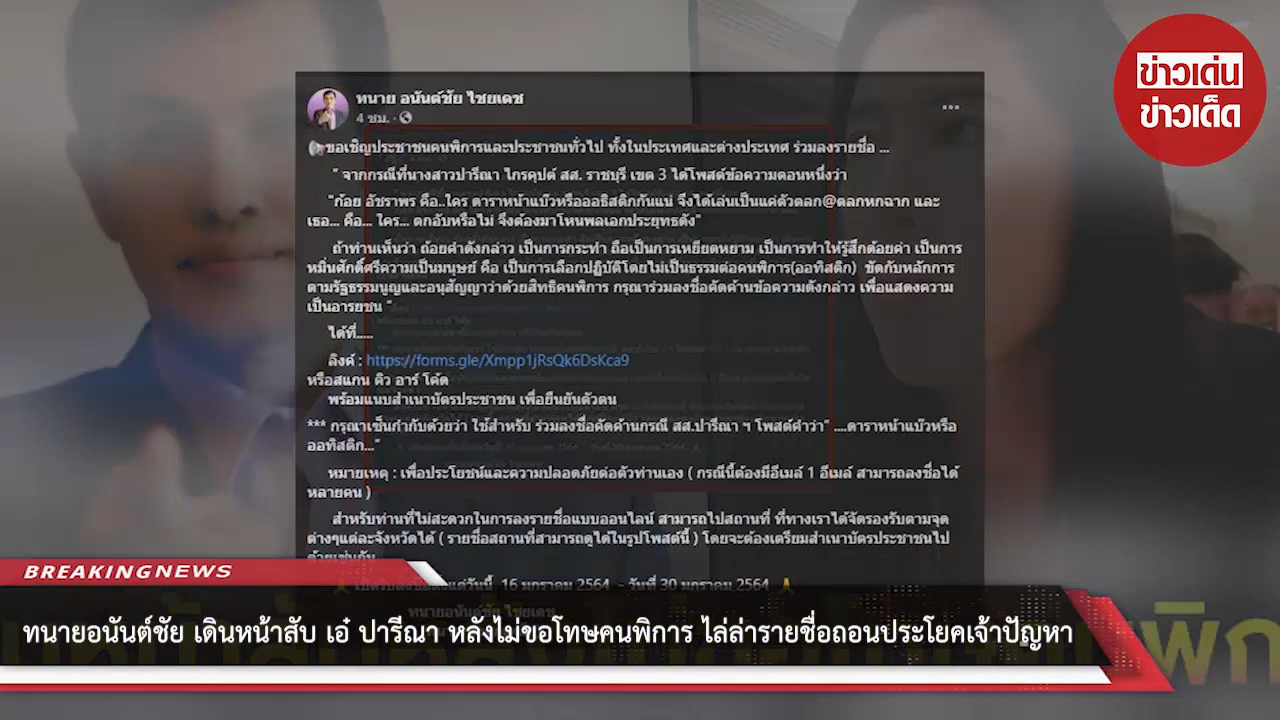 ข่าวเด่น
ข่าวเด็ด
ทนาย อนันต์ชัย ไชยเดช
4 ชม.
ขอเชิญประชาชนคนพิการและประชาชนทั่วไป ทั้งในประเทศและต่างประเทศ ร่วมลงรายชื่อ ...
" จากกรณีที่นางสาวปารีณา ไกรคุปต์ สส. ราชบุรี เขต 3 ได้โพสต์ข้อความตอนหนึ่งว่า
"ก้อย อัชราพร คือ..ใคร ดาราหน้าแบ๊วหรือออธิสติกกันแน่ จึงได้เล่นเป็นแค่ตัวตลก@ตลกหกฉาก และ
เธอ... คือ... ใคร... ตกอับหรือไม่ จึงต้องมาโหนพลเอกประยุทธดัง"
ถ้าท่านเห็นว่า ถ้อยคำดังกล่าว เป็นการกระทำ ถือเป็นการเหยียดหยาม เป็นการทำให้รู้สึกด้อยค่า เป็นการ
หมิ่นศักดิ์ศรีความเป็นมนุษย์ คือ เป็นการเลือกปฏิบัติโดยไม่เป็นธรรมต่อคนพิการ(ออทิสติก) ขัดกับหลักการ
ตามรัฐธรรมนูญและอนุสัญญาว่าด้วยสิทธิคนพิการ กรุณาร่วมลงชื่อคัดค้านข้อความดังกล่าว เพื่อแสดงความ
เป็นอารยชน "
ได้ที่.....
ลิงค์ : https://forms.gle/Xmpp1jRsQk6DsKca9
หรือสแกน คิว อาร์ โค้ด
พร้อมแนบสำเนาบัตรประชาชน เพื่อยืนยันตัวตน
*** กรุณาเซ็นกำกับด้วยว่า ใช้สำหรับ ร่วมลงชื่อคัดค้านกรณี สส.ปารีณา ฯ โพสต์คำว่า" ....ดาราหน้าแบ๊วหรือ
ออทิสติก..."
หมายเหตุ : เพื่อประโยชน์และความปลอดภัยต่อตัวท่านเอง ( กรณีนี้ต้องมีอีเมล์ 1 อีเมล์ สามารถลงชื่อได้
หลายคน )
สำหรับท่านที่ไม่สะดวกในการลงรายชื่อแบบออนไลน์ สามารถไปสถานที่ ที่ทางเราได้จัดรองรับตามจุด
ต่างๆแต่ละจังหวัดได้ ( รายชื่อสถานที่สามารถดูได้ในรูปโพสต์นี้ ) โดยจะต้องเตรียมสำเนาบัตรประชาชนไป
ด้วยเช่นกัน
16 มกราคม 2564 - วันที่ 30 มกราคม 2564
ทนายอนันต์ชัย ไชยเดช
BREAKINGNEWS
ทนายอนันต์ชัย เดินหน้าสับ เอ๋ ปารีณา หลังไม่ขอโทษคนพิการ ไล่ล่ารายชื่อถอนประโยคเจ้าปัญหา